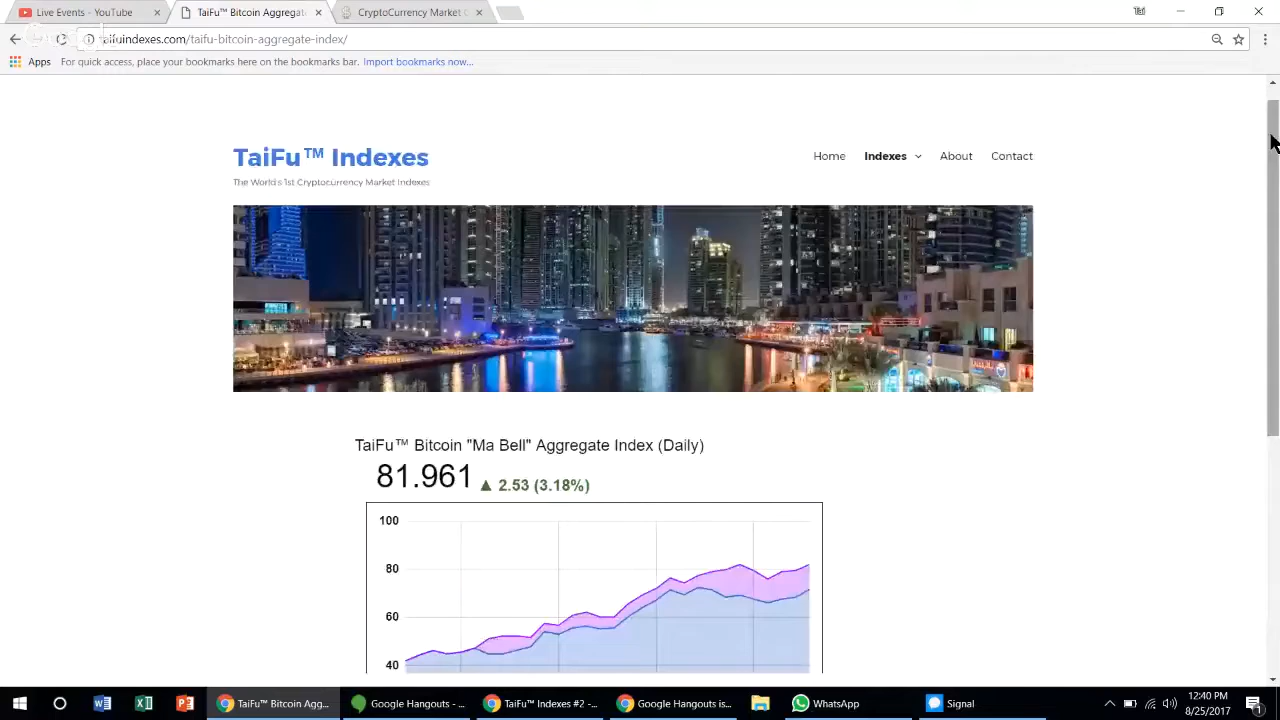 Live Events - YouTube
TaiFu™ Bitcoin Aggregate
CryptoCurrency Market C
taifuindexes.com/taifu-bitcoin-aggregate-index/
Apps For quick access, place your bookmarks here on the bookmarks bar. Import bookmarks now...
TaiFu™ Indexes
The World's 1st Cryptocurrency Market Indexes
Home Indexes About Contact
TaiFu™ Bitcoin "Ma Bell" Aggregate Index (Daily)
81.961 ▲ 2.53 (3.18%)
100
80
60
40
TaiFu™ Bitcoin Agg...
Google Hangouts - ...
TaiFu™ Indexes #2 -...
Google Hangouts is...
WhatsApp
Signal
12:40 PM
8/25/2017